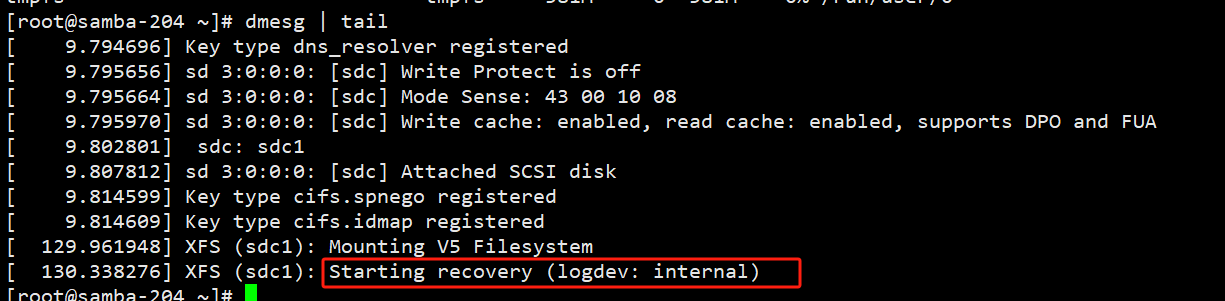 [root@samba-204 ~]# dmesg | tail
[    9.794696] Key type dns_resolver registered
[    9.795656] sd 3:0:0:0: [sdc] Write Protect is off
[    9.795664] sd 3:0:0:0: [sdc] Mode Sense: 43 00 10 08
[    9.795970] sd 3:0:0:0: [sdc] Write cache: enabled, read cache: enabled, supports DPO and FUA
[    9.802801]  sdc: sdc1
[    9.807812] sd 3:0:0:0: [sdc] Attached SCSI disk
[    9.814599] Key type cifs.spnego registered
[    9.814609] Key type cifs.idmap registered
[  129.961948] XFS (sdc1): Mounting V5 Filesystem
[  130.338276] XFS (sdc1): Starting recovery (logdev: internal)
[root@samba-204 ~]#